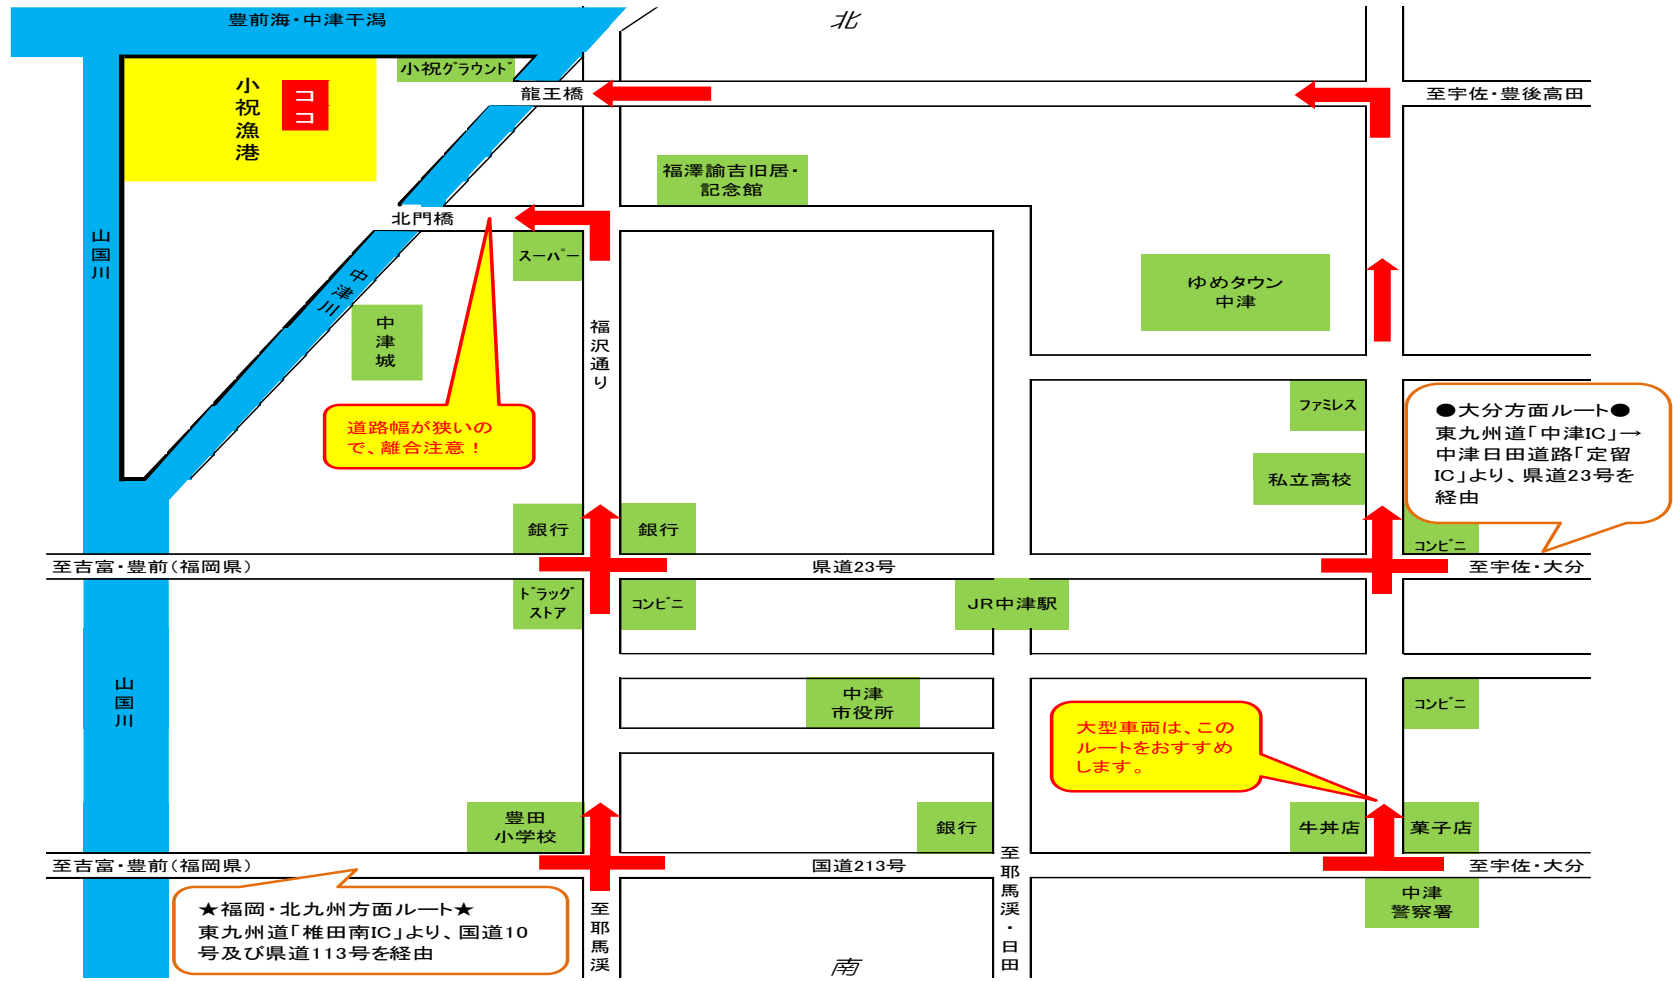 豊前海・中津干潟
北
小祝漁港
ココ
小祝グラウンド
龍王橋
至宇佐・豊後高田
福澤諭吉旧居・
記念館
北門橋
山国川
中津川
スーパー
ゆめタウン
中津
中津城
福沢通り
道路幅が狭いの
で、離合注意！
ファミレス
●大分方面ルート●
東九州道「中津IC」→
中津日田道路「定留
IC」より、県道23号を
経由
私立高校
銀行
銀行
コンビニ
至吉富・豊前(福岡県)
県道23号
至宇佐・大分
ドラッグ
ストア
コンビニ
JR中津駅
山国川
中津
市役所
コンビニ
大型車両は、この
ルートをおすすめ
します。
豊田
小学校
銀行
牛丼店
菓子店
至吉富・豊前(福岡県)
国道213号
至耶馬渓・日田
至宇佐・大分
中津
警察署
★福岡・北九州方面ルート★
東九州道「椎田南IC」より、国道10
号及び県道113号を経由
至耶馬渓
南